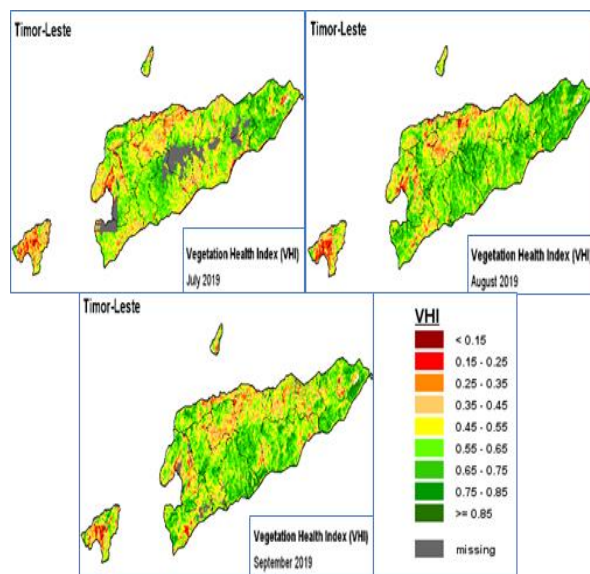 Timor-Leste
Vegetation Health Index (VHI)
July 2019
Timor-Leste
Vegetation Health Index (VHI)
August 2019
Timor-Leste
Vegetation Health Index (VHI)
September 2019
VHI
< 0.15
0.15 - 0.25
0.25 - 0.35
0.35 - 0.45
0.45 - 0.55
0.55 - 0.65
0.65 - 0.75
0.75 - 0.85
>= 0.85
missing